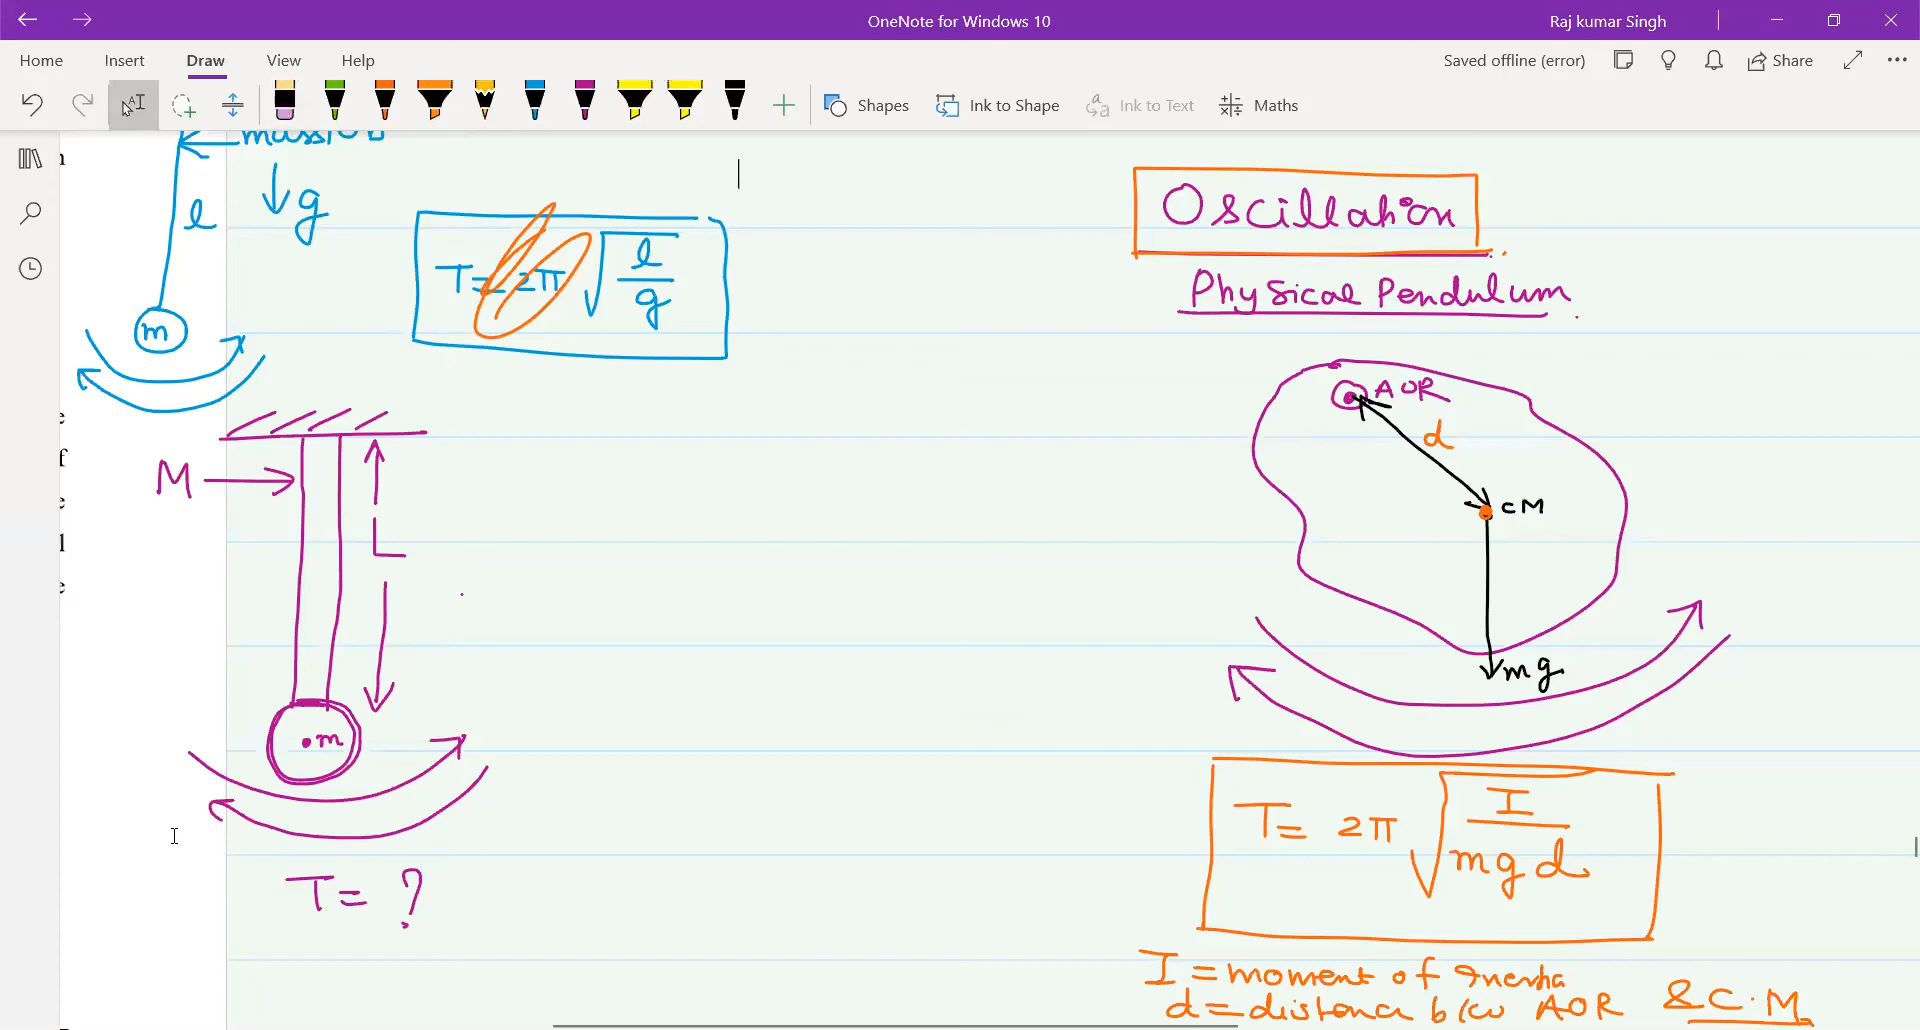 OneNote for Windows 10
Raj kumar Singh
Home Insert Draw View Help
Saved offline (error)
Share
Shapes
Ink to Shape
Ink to Text
Maths
n
l
g
m
T = 2π √ l / g
Oscillation
Physical Pendulum
AOR
d
CM
mg
e
f
e
l
e
M
L
m
T = ?
T = 2π √ I / mgd
I = moment of Inertia
d = distance b/w AOR & C.M.